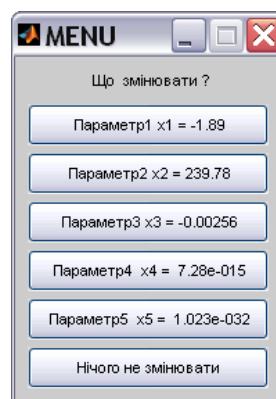 MENU
Що змінювати ?
Параметр1 x1 = -1.89
Параметр2 x2 = 239.78
Параметр3 x3 = -0.00256
Параметр4 x4 = 7.28e-015
Параметр5 x5 = 1.023e-032
Нічого не змінювати